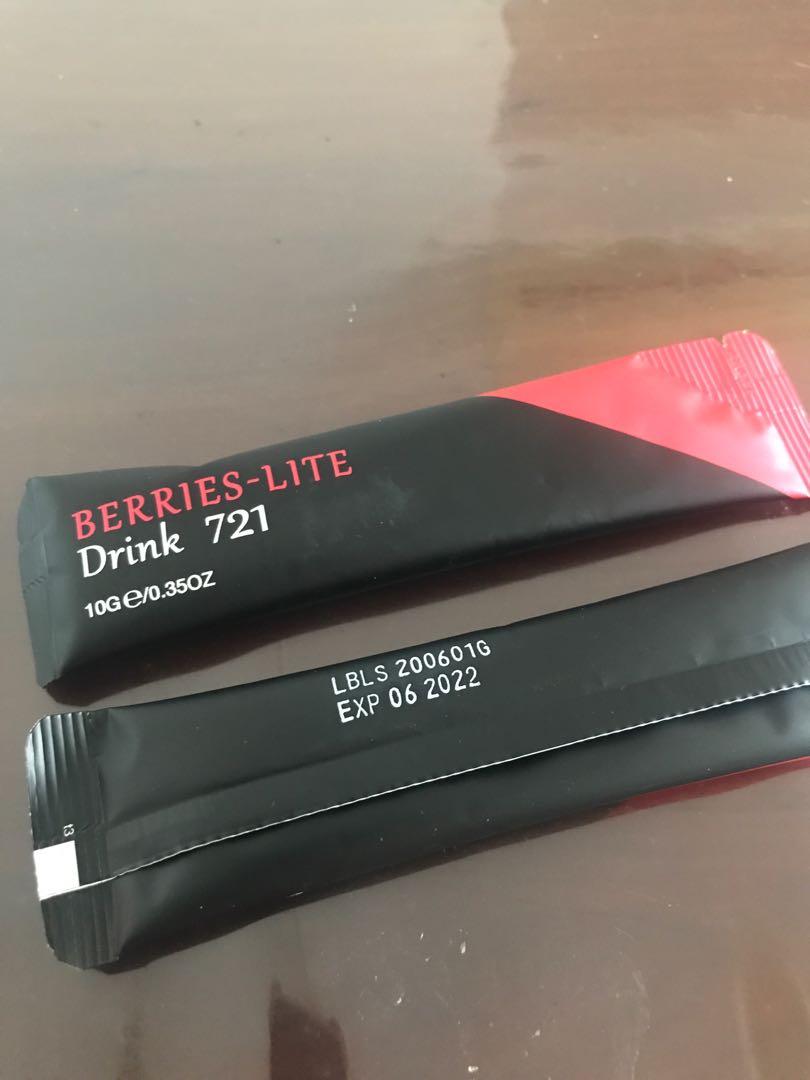 BERRIES-LITE
Drink 721
10G℮/0.35OZ
LBLS 200601G
EXP 06 2022